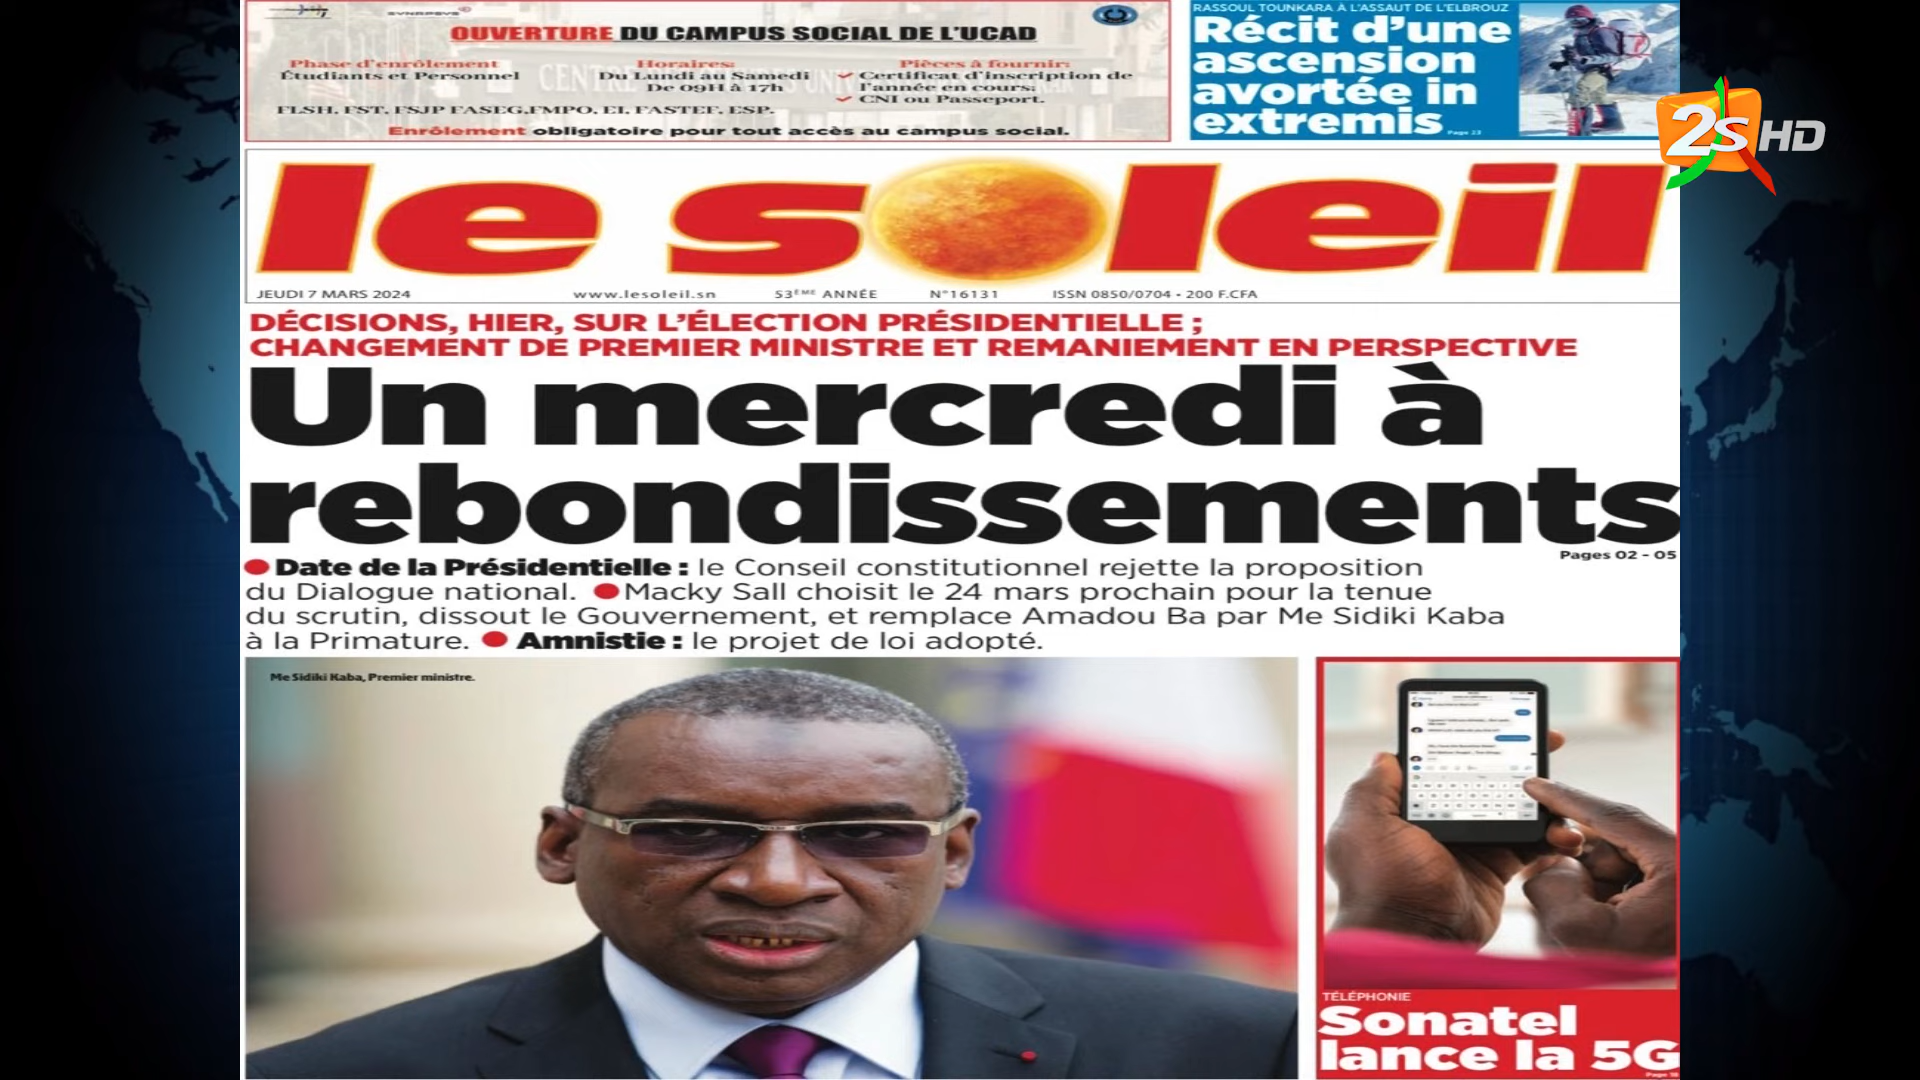 OUVERTURE DU CAMPUS SOCIAL DE L'UCAD
Phase d'enrôlement
Étudiants et Personnel
FLSH, FST, FSJP FASEG,FMPO, EI, FASTEF, ESP.
Horaires:
Du Lundi au Samedi
De 09H à 17h
Pièces à fournir:
Certificat d'inscription de
l'année en cours;
CNI ou Passeport.
Enrôlement obligatoire pour tout accès au campus social.
RASSOUL TOUNKARA À L'ASSAUT DE L'ELBROUZ
Récit d'une
ascension
avortée in
extremis
Page 23
2S HD
le soleil
JEUDI 7 MARS 2024 www.lesoleil.sn 53ÈME ANNÉE N°16131 ISSN 0850/0704 - 200 F.CFA
DÉCISIONS, HIER, SUR L'ÉLECTION PRÉSIDENTIELLE ;
CHANGEMENT DE PREMIER MINISTRE ET REMANIEMENT EN PERSPECTIVE
Un mercredi à
rebondissements
Pages 02 - 05
Date de la Présidentielle : le Conseil constitutionnel rejette la proposition
du Dialogue national. Macky Sall choisit le 24 mars prochain pour la tenue
du scrutin, dissout le Gouvernement, et remplace Amadou Ba par Me Sidiki Kaba
à la Primature. Amnistie : le projet de loi adopté.
Me Sidiki Kaba, Premier ministre.
TÉLÉPHONIE
Sonatel
lance la 5G